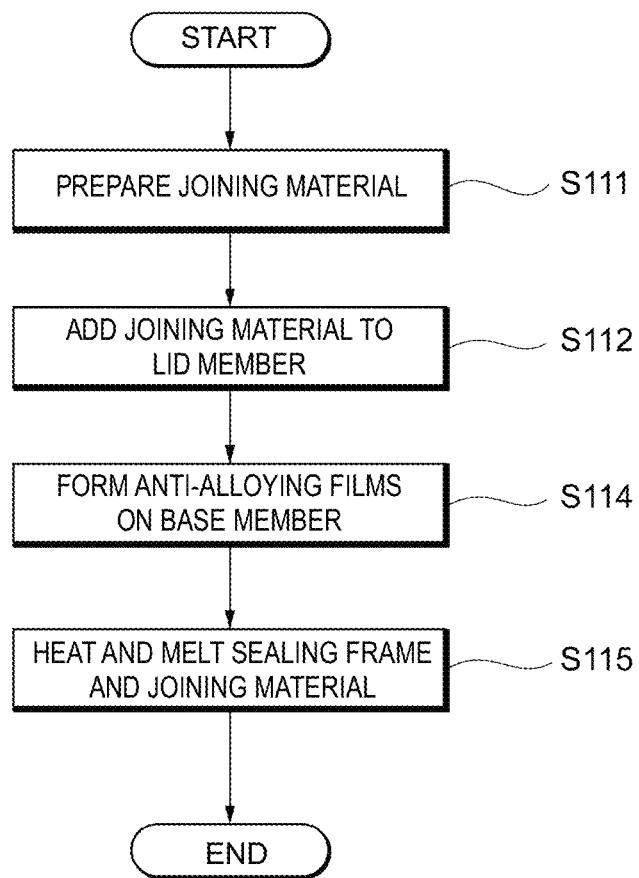 START
PREPARE JOINING MATERIAL
S111
ADD JOINING MATERIAL TO
LID MEMBER
S112
FORM ANTI-ALLOYING FILMS
ON BASE MEMBER
S114
HEAT AND MELT SEALING FRAME
AND JOINING MATERIAL
S115
END